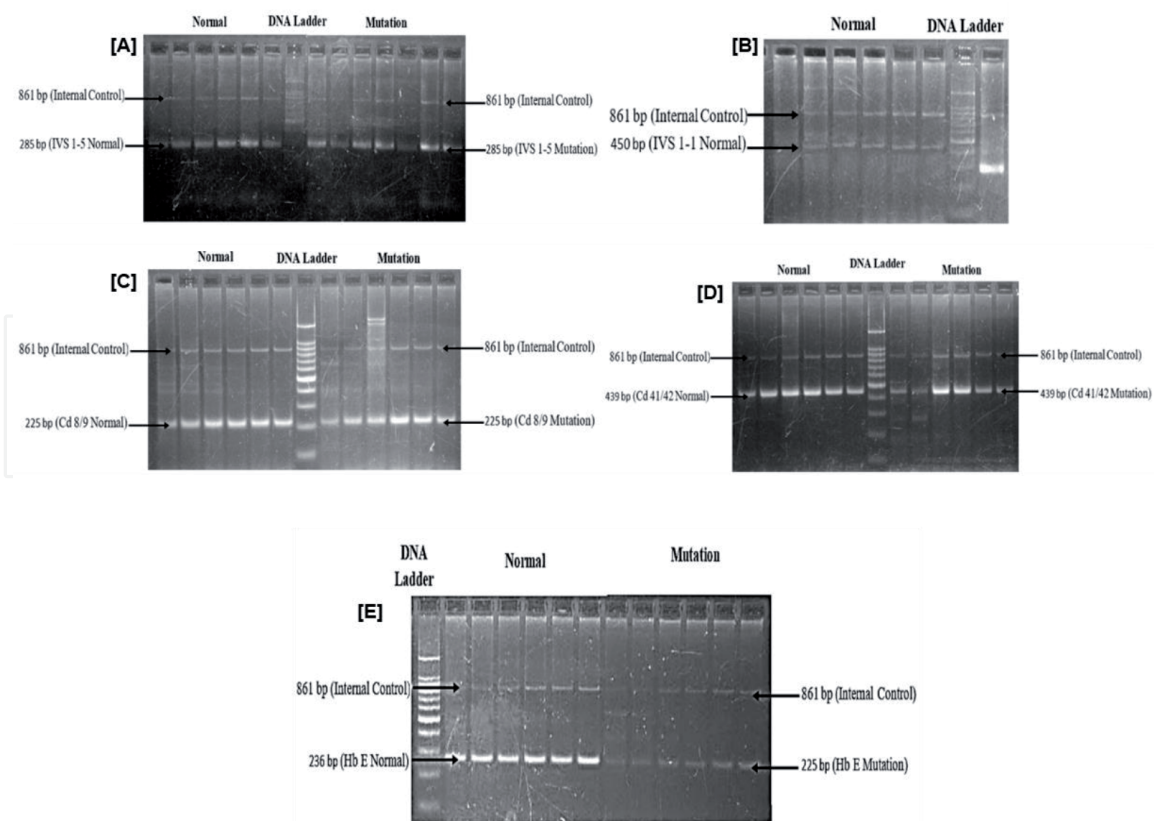 Normal DNA Ladder Mutation
[A]
861 bp (Internal Control) 861 bp (Internal Control)
285 bp (IVS 1-5 Normal) 285 bp (IVS 1-5 Mutation)
Normal DNA Ladder
[B]
861 bp (Internal Control)
450 bp (IVS 1-1 Normal)
Normal DNA Ladder Mutation
[C]
861 bp (Internal Control) 861 bp (Internal Control)
225 bp (Cd 8/9 Normal) 225 bp (Cd 8/9 Mutation)
Normal DNA Ladder Mutation
[D]
861 bp (Internal Control) 861 bp (Internal Control)
439 bp (Cd 41/42 Normal) 439 bp (Cd 41/42 Mutation)
DNA
Ladder
Normal Mutation
[E]
861 bp (Internal Control) 861 bp (Internal Control)
236 bp (Hb E Normal) 225 bp (Hb E Mutation)